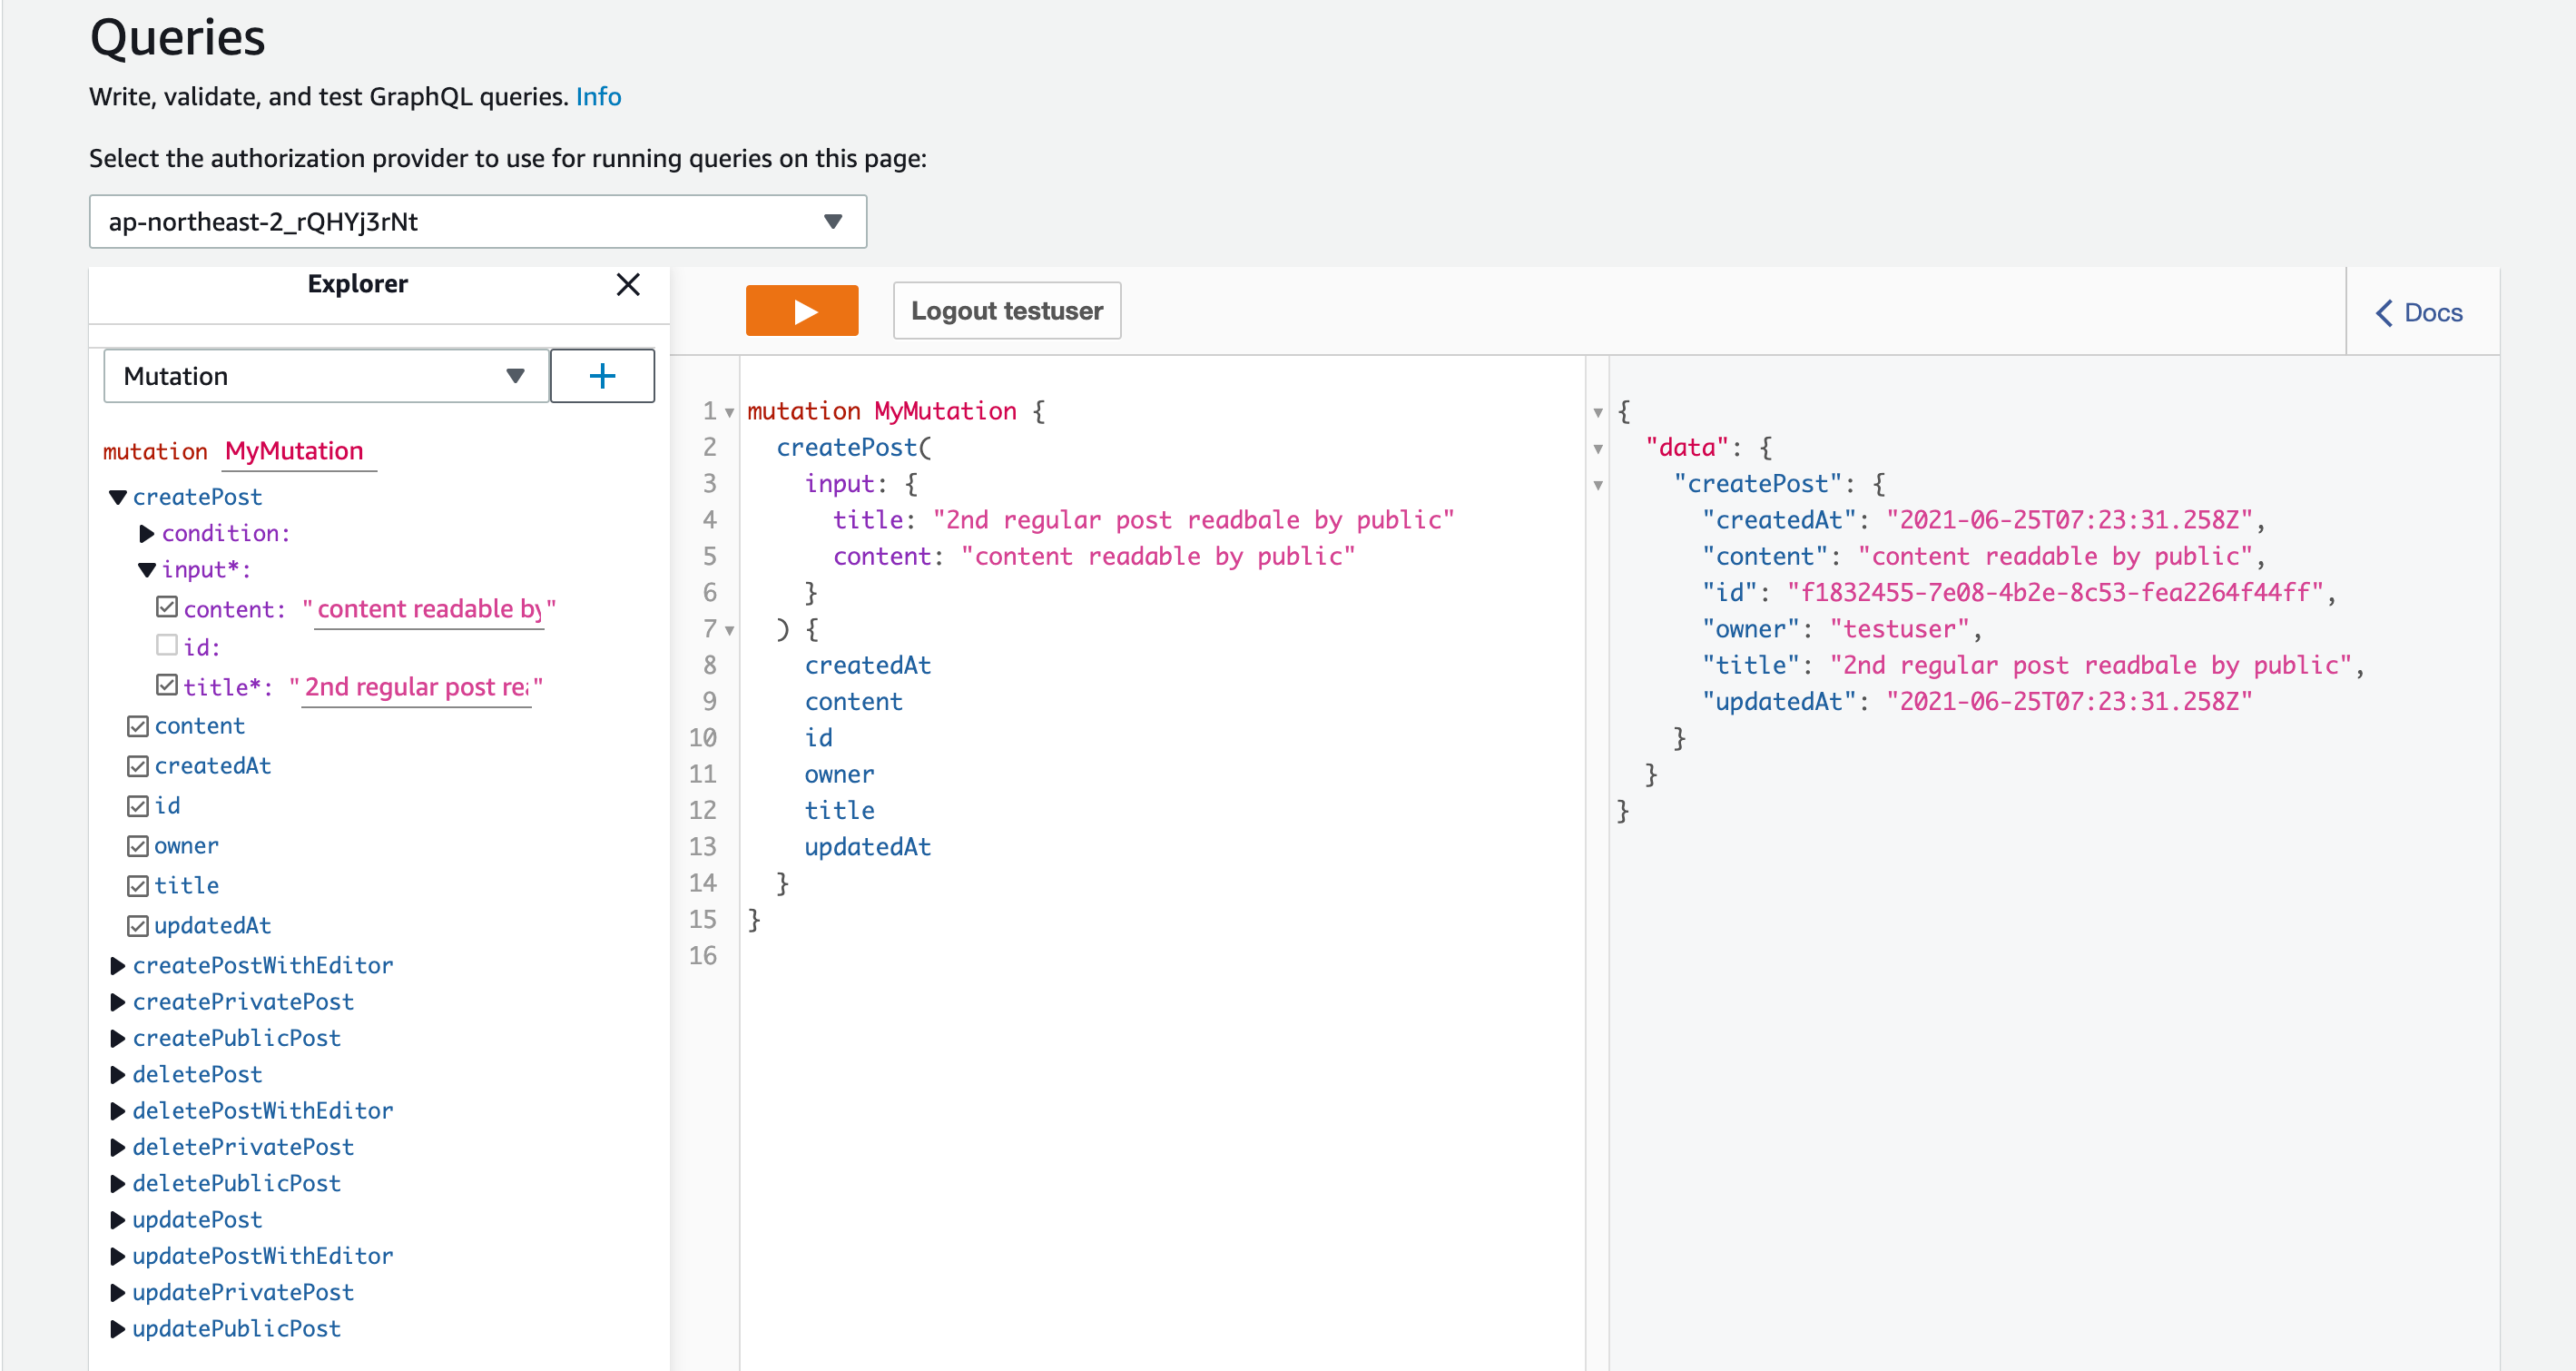 Queries
Write, validate, and test GraphQL queries. Info
Select the authorization provider to use for running queries on this page:
ap-northeast-2_rQHYj3rNt
Explorer
Mutation
mutation MyMutation
createPost
condition:
input*:
content: "content readable by"
id:
title*: "2nd regular post rea"
content
createdAt
id
owner
title
updatedAt
createPostWithEditor
createPrivatePost
createPublicPost
deletePost
deletePostWithEditor
deletePrivatePost
deletePublicPost
updatePost
updatePostWithEditor
updatePrivatePost
updatePublicPost
Logout testuser
Docs
1 mutation MyMutation {
2 createPost(
3 input: {
4 title: "2nd regular post readbale by public"
5 content: "content readable by public"
6 }
7 ) {
8 createdAt
9 content
10 id
11 owner
12 title
13 updatedAt
14 }
15 }
16
{
"data": {
"createPost": {
"createdAt": "2021-06-25T07:23:31.258Z",
"content": "content readable by public",
"id": "f1832455-7e08-4b2e-8c53-fea2264f44ff",
"owner": "testuser",
"title": "2nd regular post readbale by public",
"updatedAt": "2021-06-25T07:23:31.258Z"
}
}
}